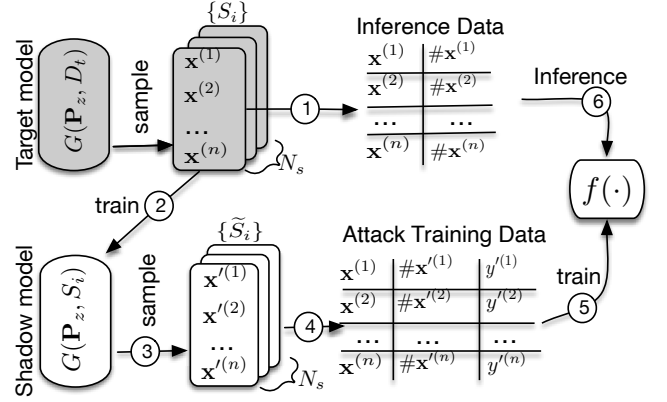 {S_i} Inference Data
Target model
G(P_z, D_t)
sample
x^(1)
x^(2)
...
x^(n)
N_s
1
x^(1) #x^(1)
x^(2) #x^(2)
... ...
x^(n) #x^(n)
Inference
6
f(·)
train 2
Shadow model
G(P_z, S_i)
sample
3
{S̃_i} Attack Training Data
x′^(1)
x′^(2)
...
x′^(n)
N_s
4
x^(1) #x′^(1) y′^(1)
x^(2) #x′^(2) y′^(2)
... ... ...
x^(n) #x′^(n) y′^(n)
train
5